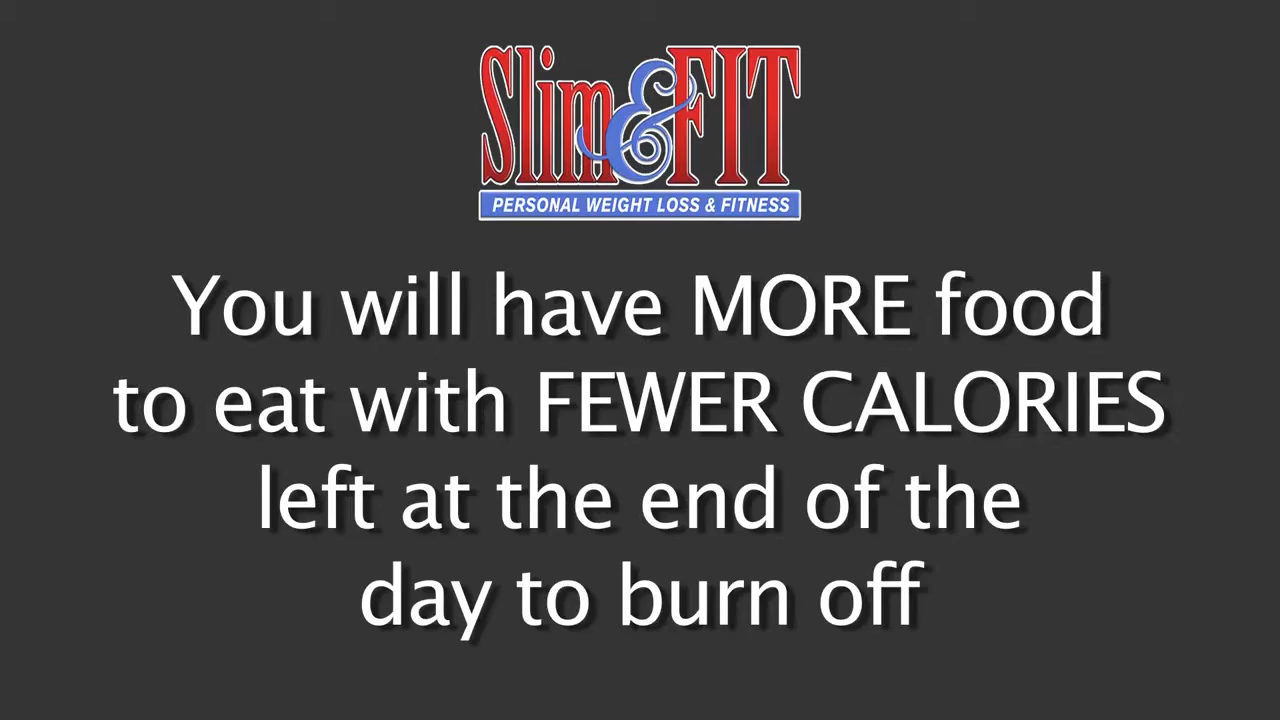 Slim&FIT
PERSONAL WEIGHT LOSS & FITNESS
You will have MORE food
to eat with FEWER CALORIES
left at the end of the
day to burn off